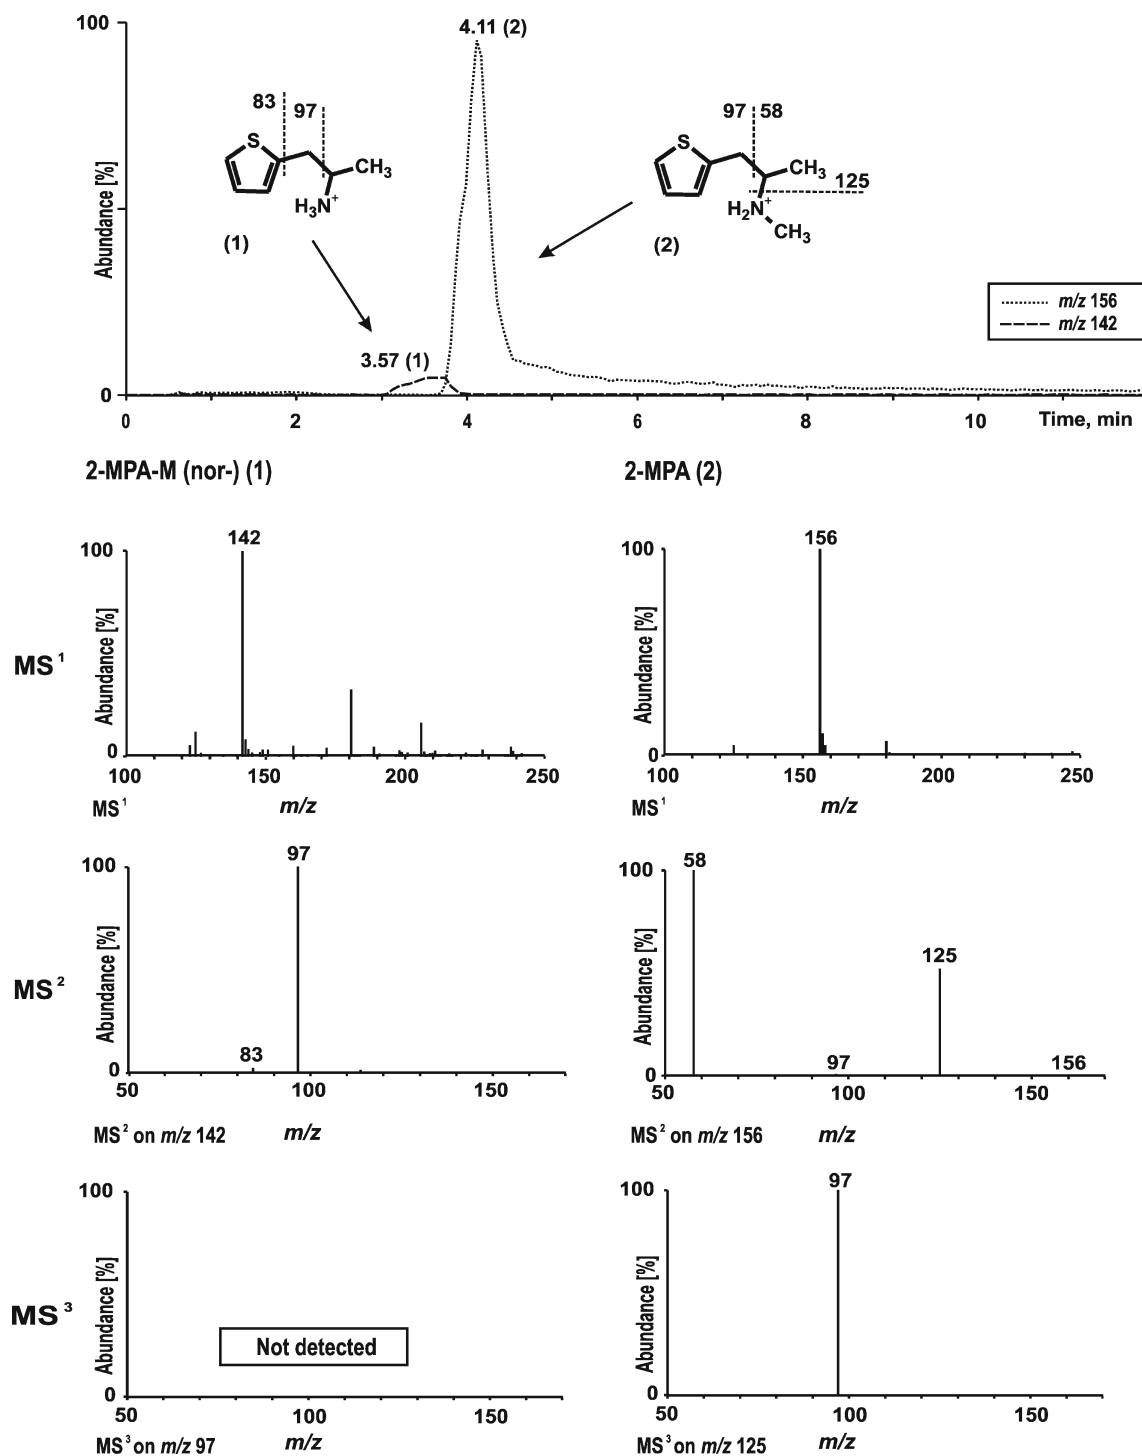 100
4.11 (2)
83
97
S
CH₃
H₃N⁺
(1)
97
58
S
CH₃
125
H₂N⁺
CH₃
(2)
Abundance [%]
m/z 156
m/z 142
3.57 (1)
0
0
2
4
6
8
10
Time, min
2-MPA-M (nor-) (1)
2-MPA (2)
MS¹
142
100
Abundance [%]
0
100
150
200
250
MS¹
m/z
156
100
Abundance [%]
0
100
150
200
250
MS¹
m/z
MS²
97
100
Abundance [%]
83
0
50
100
150
MS² on m/z 142
m/z
58
100
Abundance [%]
125
97
156
0
50
100
150
MS² on m/z 156
m/z
MS³
100
Abundance [%]
Not detected
0
50
100
150
MS³ on m/z 97
m/z
97
100
Abundance [%]
0
50
100
150
MS³ on m/z 125
m/z